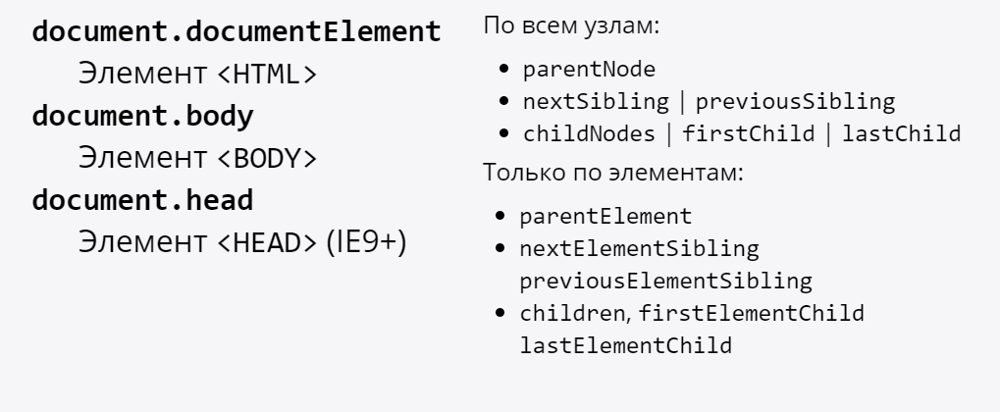 document.documentElement
Элемент <HTML>
document.body
Элемент <BODY>
document.head
Элемент <HEAD> (IE9+)
По всем узлам:
• parentNode
• nextSibling | previousSibling
• childNodes | firstChild | lastChild
Только по элементам:
• parentElement
• nextElementSibling
previousElementSibling
• children, firstElementChild
lastElementChild